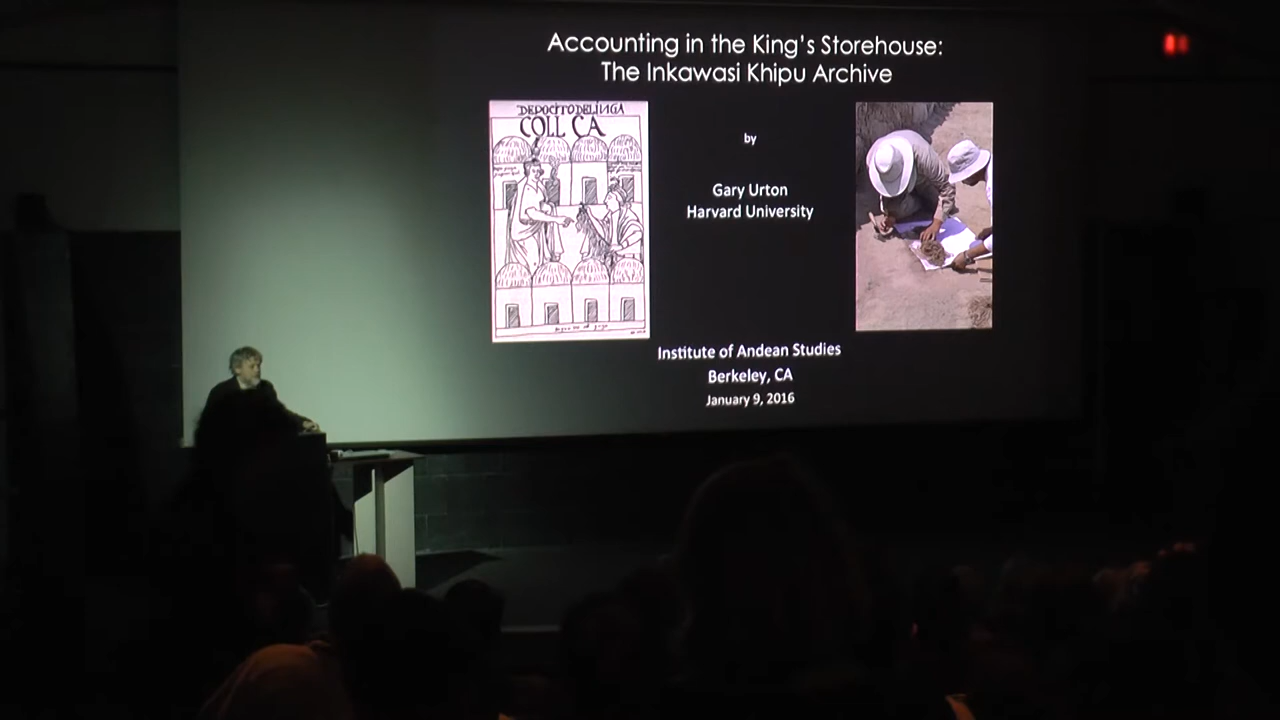 Accounting in the King's Storehouse:
The Inkawasi Khipu Archive
DEPOCITODELINGA
COLL CA
by
Gary Urton
Harvard University
Institute of Andean Studies
Berkeley, CA
January 9, 2016